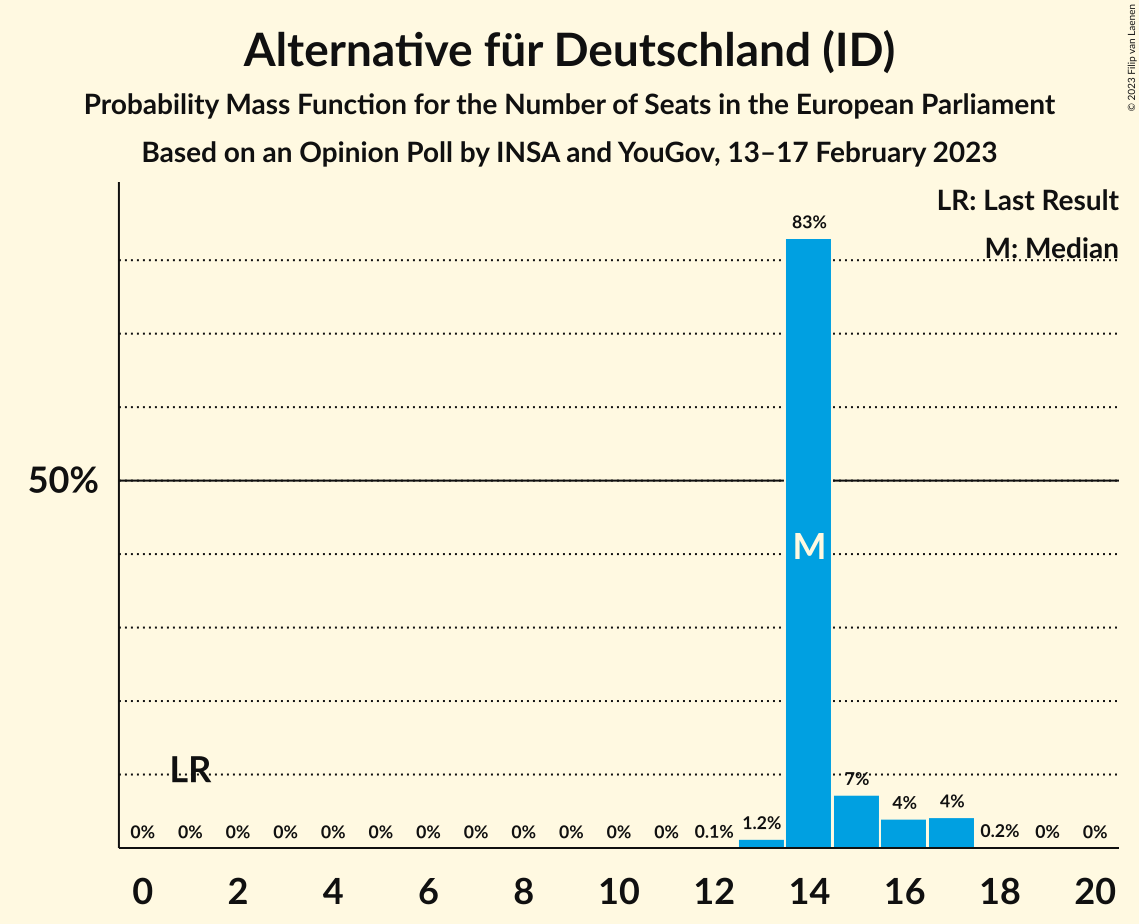 Alternative für Deutschland (ID)
Probability Mass Function for the Number of Seats in the European Parliament
Based on an Opinion Poll by INSA and YouGov, 13–17 February 2023
© 2023 Filip van Laenen
LR: Last Result
M: Median
83%
50%
M
LR
0% 0% 0% 0% 0% 0% 0% 0% 0% 0% 0% 0% 0.1% 1.2% 7% 4% 4% 0.2% 0% 0%
0 2 4 6 8 10 12 14 16 18 20